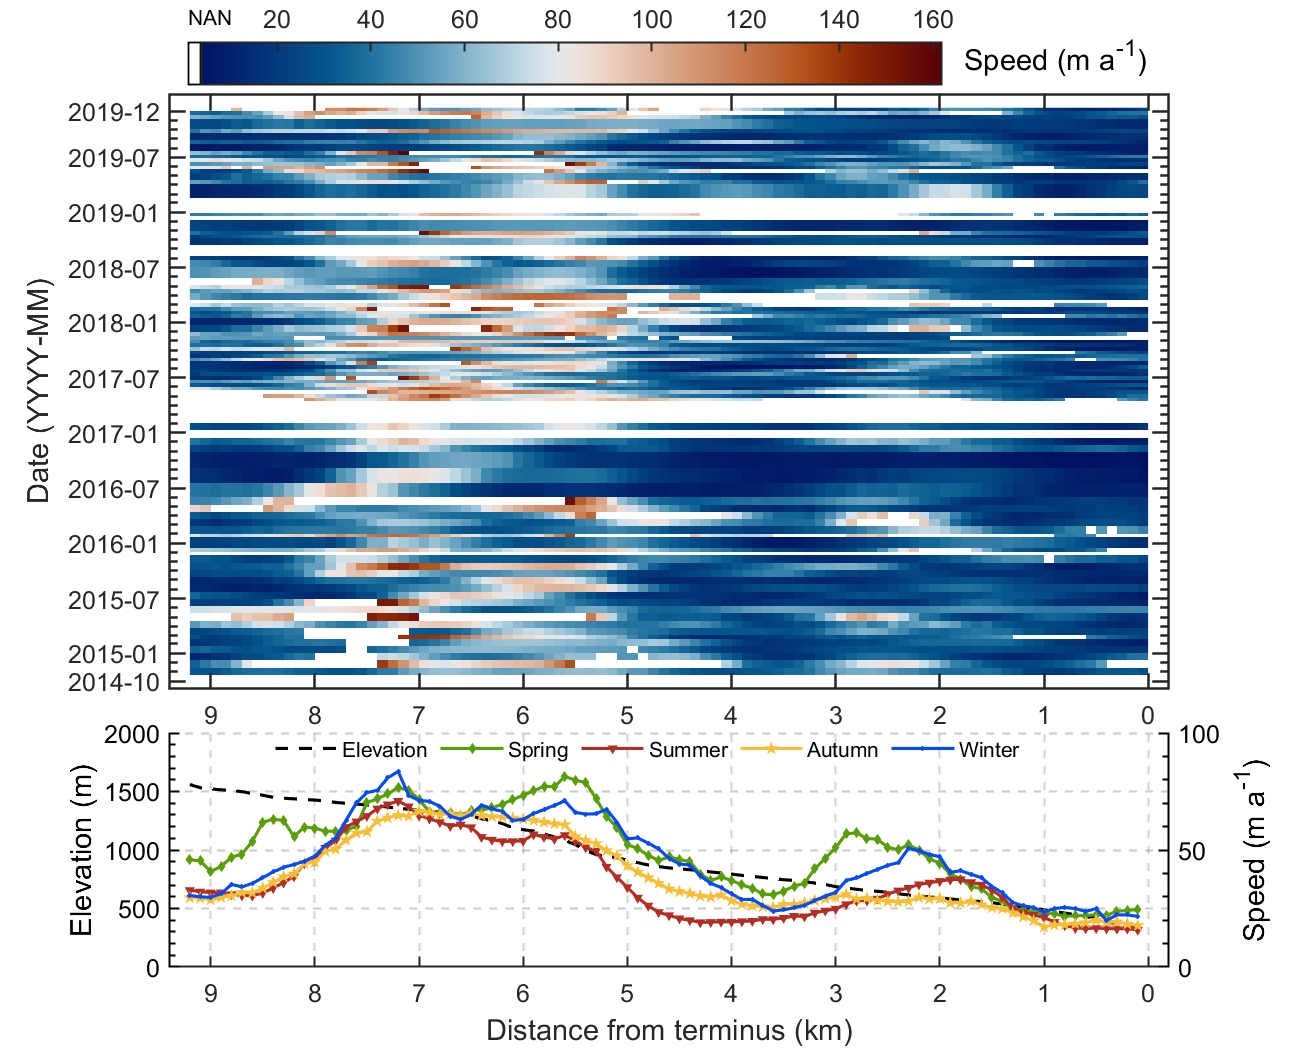 NAN 20 40 60 80 100 120 140 160
Speed (m a-1)
Date (YYYY-MM)
2019-12
2019-07
2019-01
2018-07
2018-01
2017-07
2017-01
2016-07
2016-01
2015-07
2015-01
2014-10
9 8 7 6 5 4 3 2 1 0
Elevation (m)
2000
1500
1000
500
0
Elevation Spring Summer Autumn Winter
100
50
0
Speed (m a-1)
9 8 7 6 5 4 3 2 1 0
Distance from terminus (km)